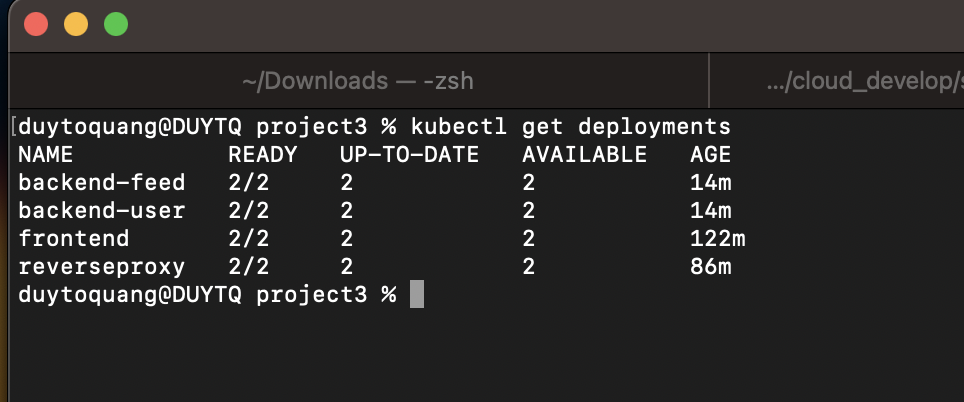 ~/Downloads — -zsh
.../cloud_develop/
[duytoquang@DUYTQ project3 % kubectl get deployments
NAME READY UP-TO-DATE AVAILABLE AGE
backend-feed 2/2 2 2 14m
backend-user 2/2 2 2 14m
frontend 2/2 2 2 122m
reverseproxy 2/2 2 2 86m
duytoquang@DUYTQ project3 %